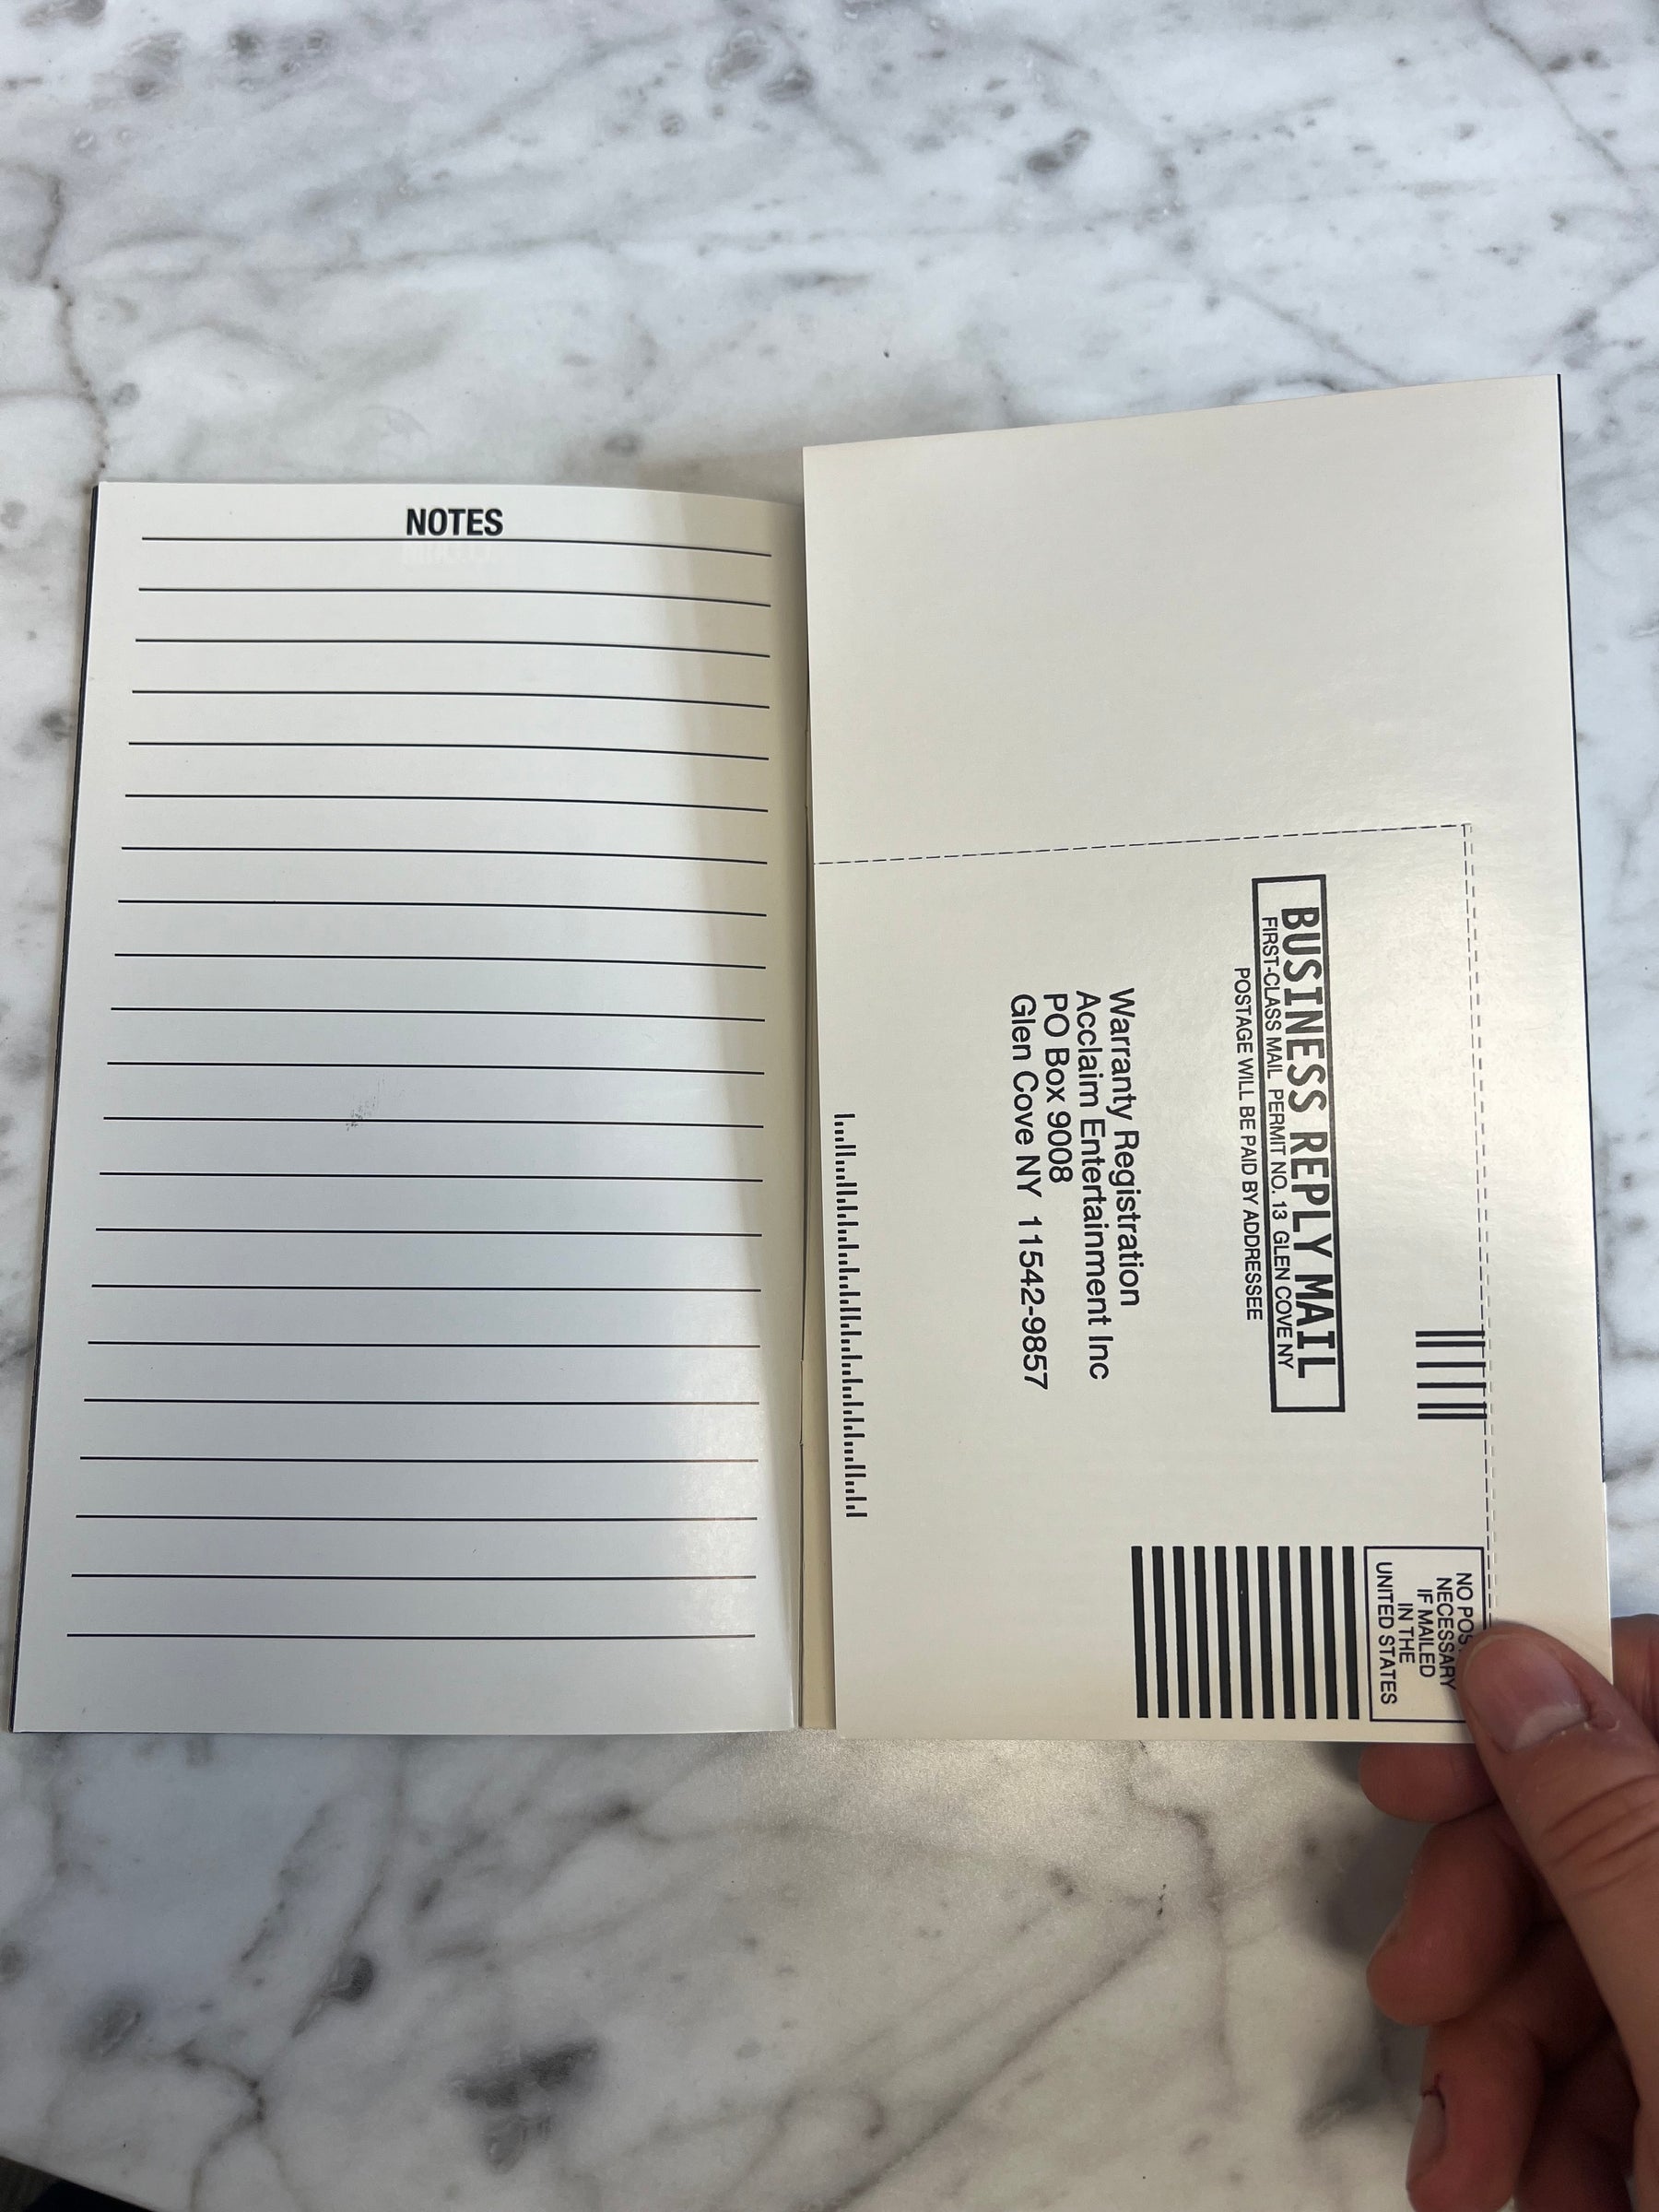 NOTES
NO
NECESSARY
IF MAILED
IN THE
UNITED STATES
BUSINESS REPLY MAIL
FIRST-CLASS MAIL PERMIT NO. 13 GLEN COVE NY
POSTAGE WILL BE PAID BY ADDRESSEE
Warranty Registration
Acclaim Entertainment Inc
PO Box 9008
Glen Cove NY 11542-9857